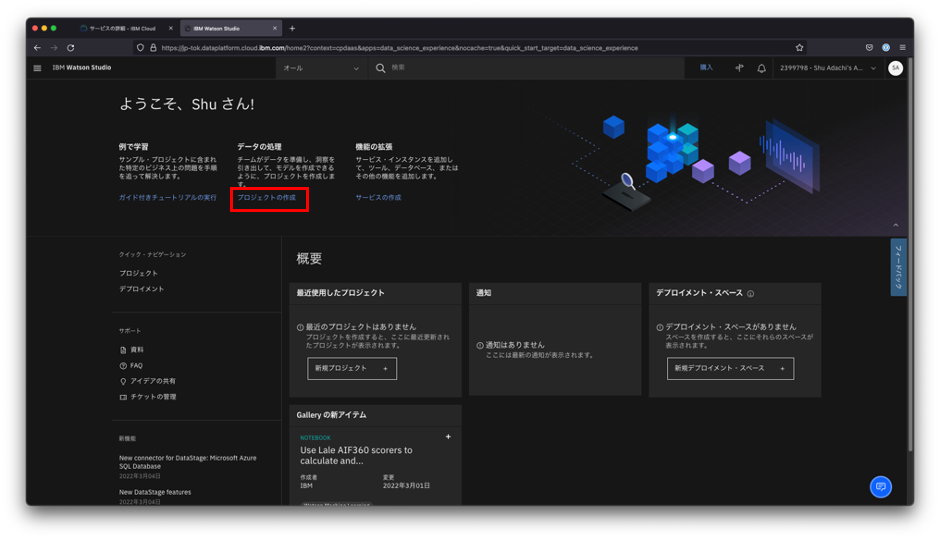 サービスの詳細 - IBM Cloud
IBM Watson Studio
https://jp-tok.dataplatform.cloud.ibm.com/home2?context=cpdaas&apps=data_science_experience&nocache=true&quick_start_target=data_science_experience
IBM Watson Studio
オール
検索
購入
2399798 - Shu Adachi's A...
SA
ようこそ、Shu さん!
例で学習
サンプル・プロジェクトに含まれ
た特定のビジネス上の問題を手順
を追って解決します。
ガイド付きチュートリアルの実行
データの処理
チームがデータを準備し、洞察を
引き出して、モデルを作成できる
ように、プロジェクトを作成しま
す。
プロジェクトの作成
機能の拡張
サービス・インスタンスを追加し
て、ツール、データベース、または
その他の機能を追加します。
サービスの作成
フィードバック
クイック・ナビゲーション
プロジェクト
デプロイメント
サポート
資料
FAQ
アイデアの共有
チケットの管理
新機能
New connector for DataStage: Microsoft Azure
SQL Database
2022年3月04日
New DataStage features
2022年3月04日
概要
最近使用したプロジェクト
最近のプロジェクトはありません
プロジェクトを作成すると、ここに最近更新され
たプロジェクトが表示されます。
新規プロジェクト +
通知
通知はありません
ここには最新の通知が表示されます。
デプロイメント・スペース
デプロイメント・スペースがありません
スペースを作成すると、ここにそれらのスペースが
表示されます。
新規デプロイメント・スペース +
Gallery の新アイテム
NOTEBOOK
Use Lale AIF360 scorers to
calculate and...
作成者
IBM
変更
2022年3月01日
Watson Machine Learning